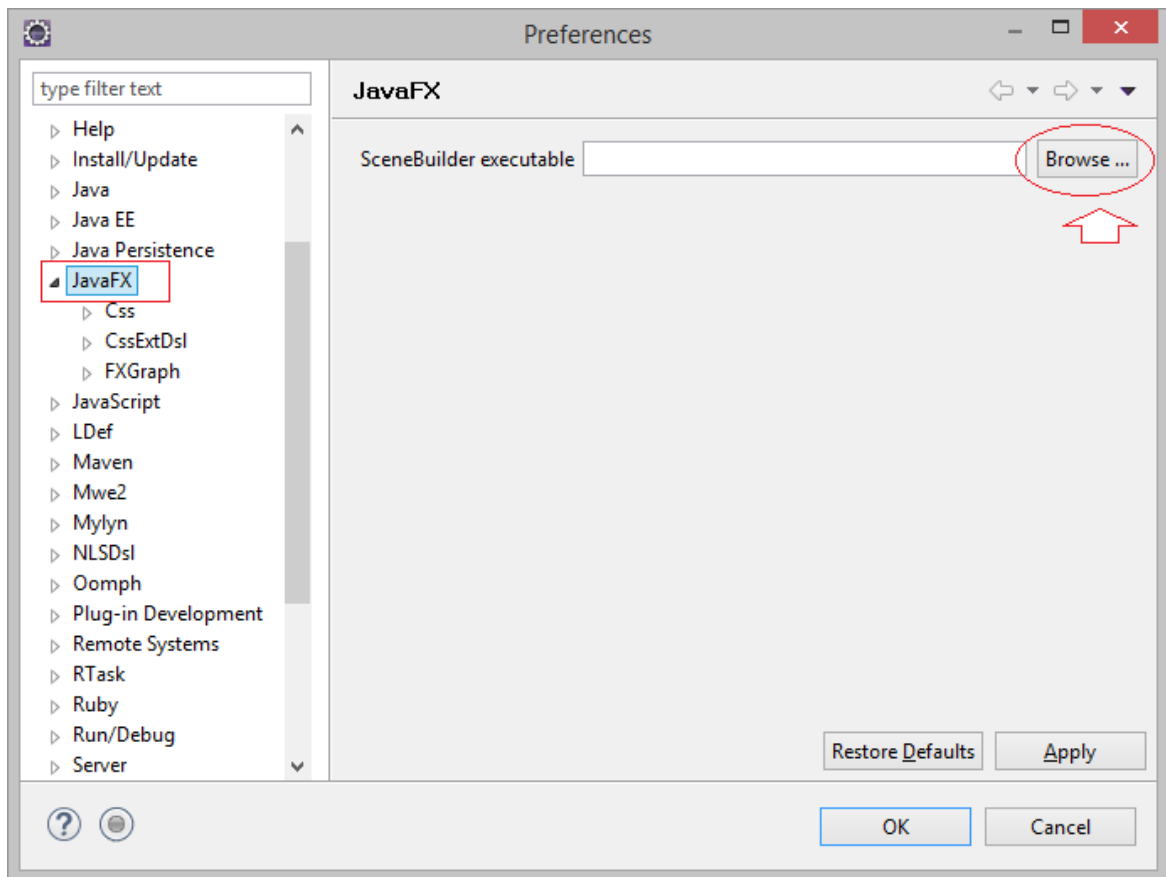 Preferences
type filter text
JavaFX
Help
Install/Update
Java
Java EE
Java Persistence
JavaFX
Css
CssExtDsl
FXGraph
JavaScript
LDef
Maven
Mwe2
Mylyn
NLSDsl
Oomph
Plug-in Development
Remote Systems
RTask
Ruby
Run/Debug
Server
SceneBuilder executable
Browse ...
Restore Defaults
Apply
OK
Cancel